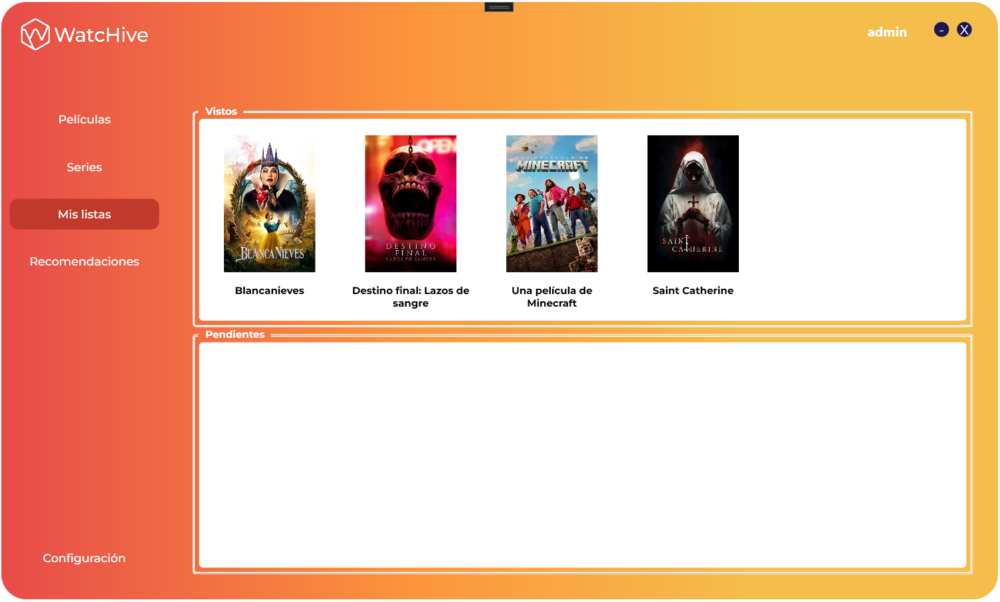 WatcHive
admin
-
X
Películas
Series
Mis listas
Recomendaciones
Configuración
Vistos
BLANCANIEVES
Blancanieves
OPEN
DESTINO
FINAL
LAZOS DE SANGRE
Destino final: Lazos de
sangre
UNA PELÍCULA DE
MINECRAFT
Una película de
Minecraft
SAINT
CATHERINE
Saint Catherine
Pendientes